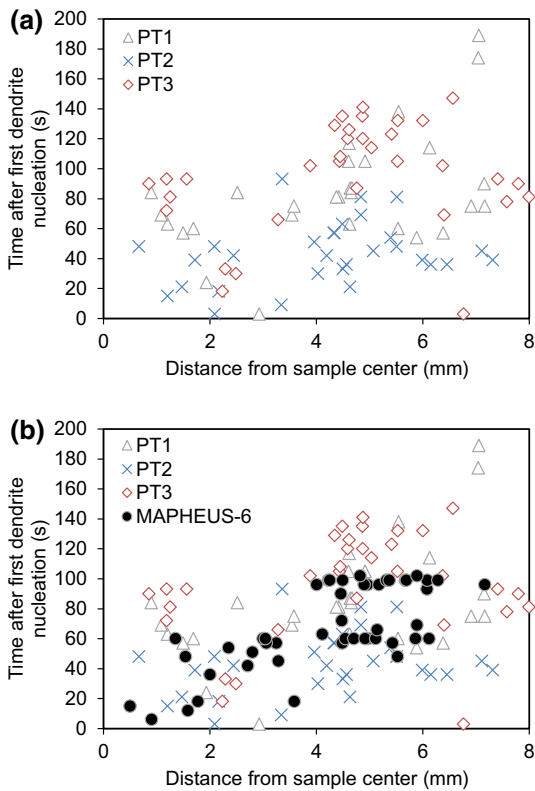 (a)
PT1
PT2
PT3
200
180
160
140
120
100
80
60
40
20
0
Time after first dendrite
nucleation (s)
0 2 4 6 8
Distance from sample center (mm)
(b)
PT1
PT2
PT3
MAPHEUS-6
200
180
160
140
120
100
80
60
40
20
0
Time after first dendrite
nucleation (s)
0 2 4 6 8
Distance from sample center (mm)